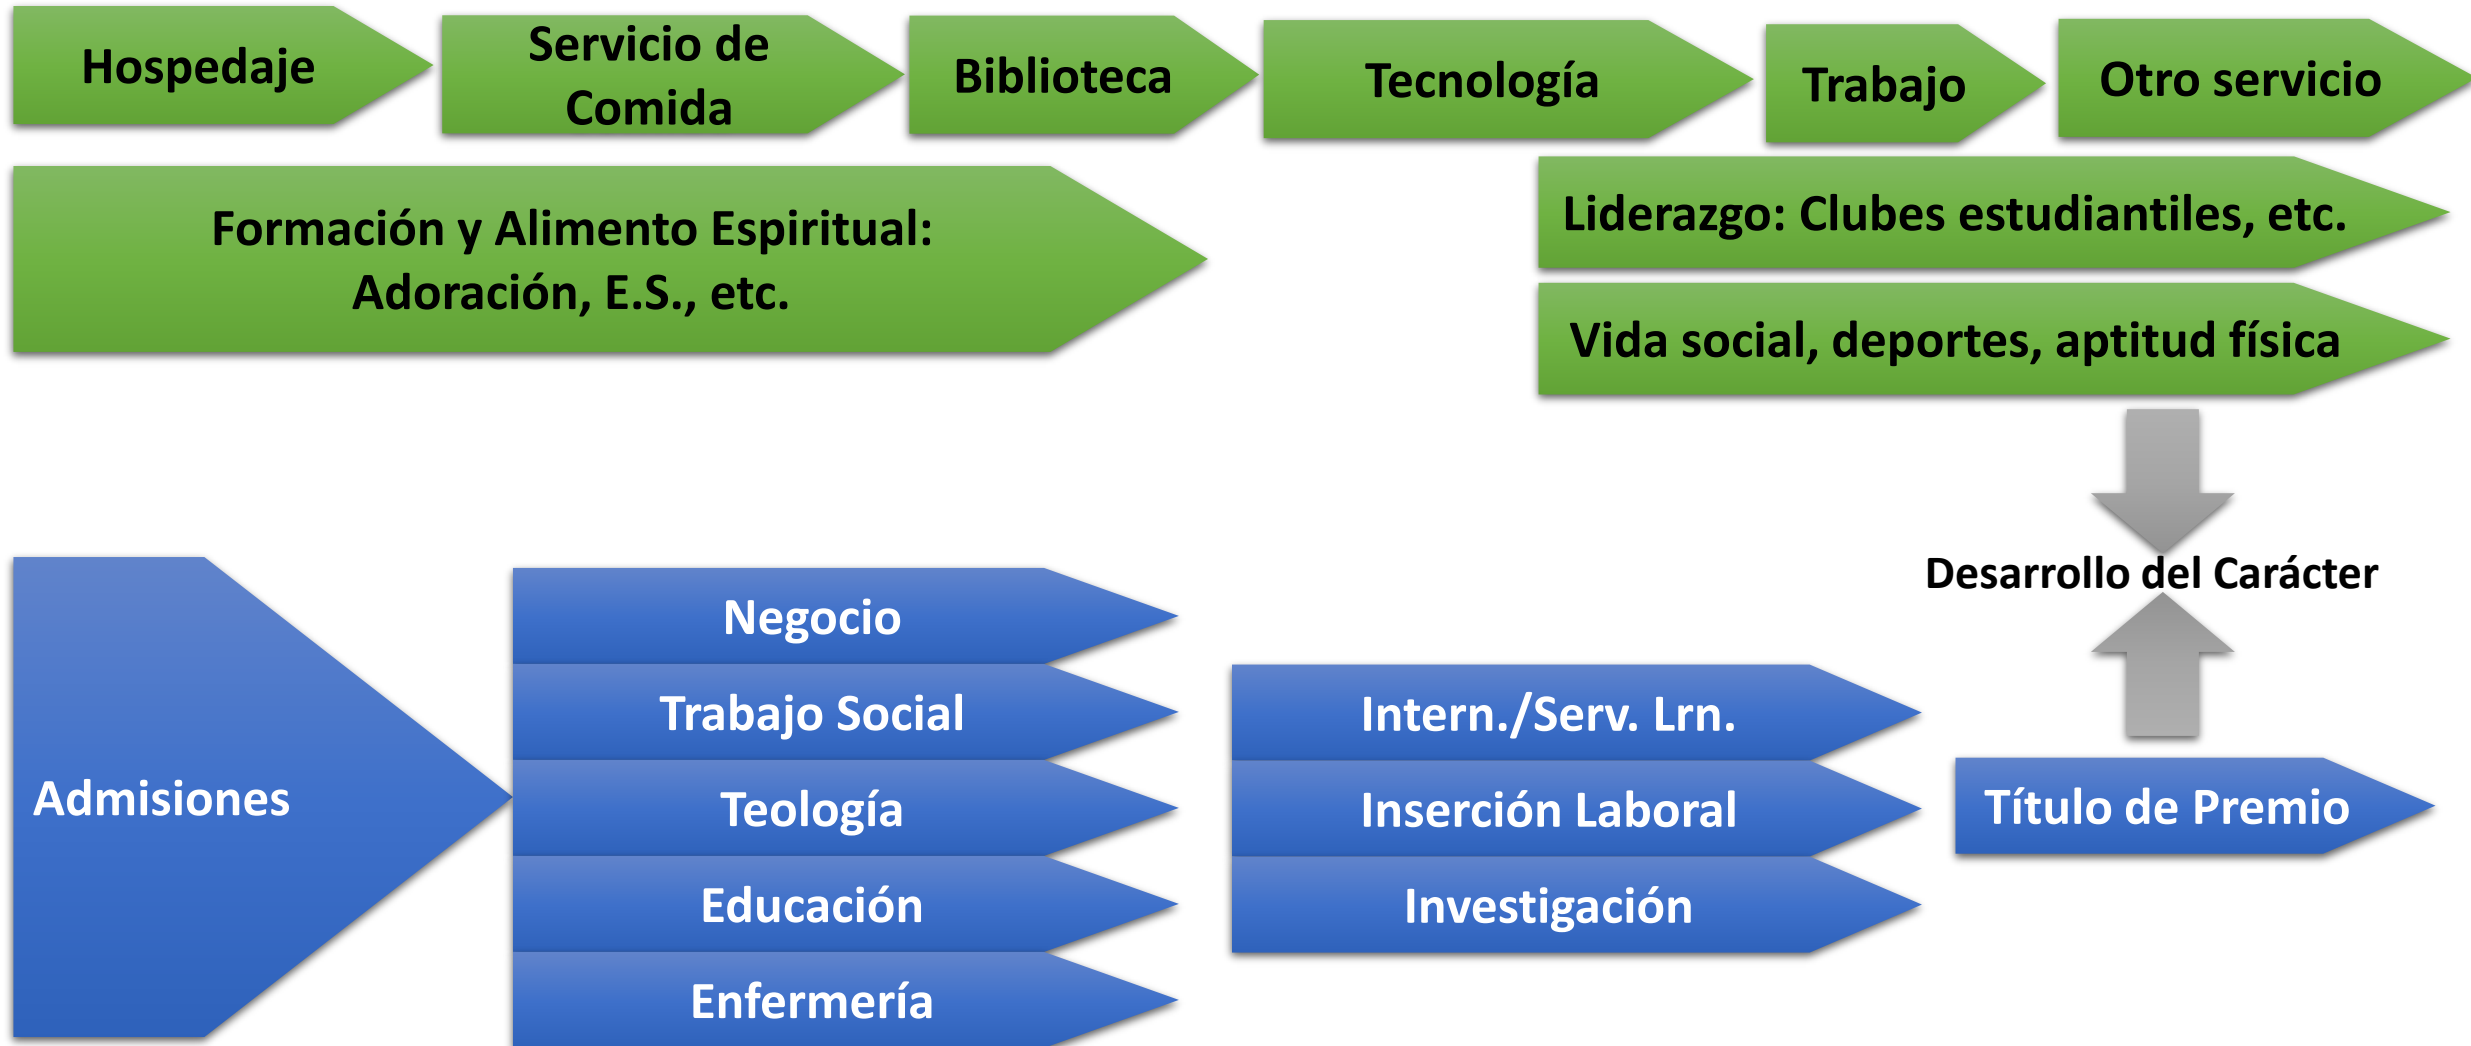 Hospedaje
Servicio de
Comida
Biblioteca
Tecnología
Trabajo
Otro servicio
Formación y Alimento Espiritual:
Adoración, E.S., etc.
Liderazgo: Clubes estudiantiles, etc.
Vida social, deportes, aptitud física
Desarrollo del Carácter
Admisiones
Negocio
Trabajo Social
Teología
Educación
Enfermería
Intern./Serv. Lrn.
Inserción Laboral
Investigación
Título de Premio